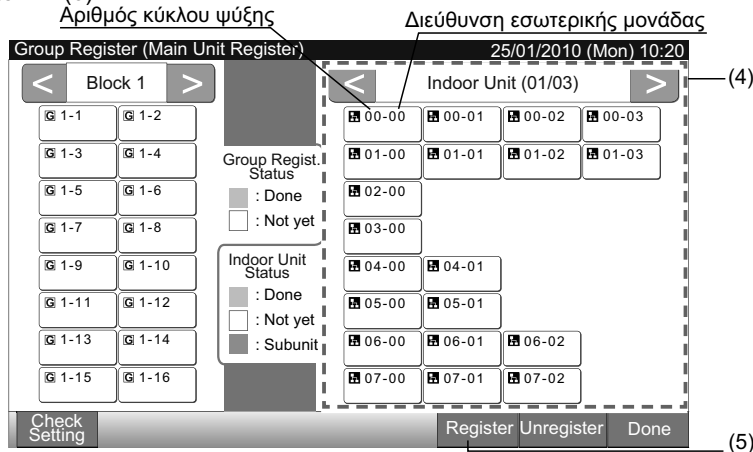 Αριθμός κύκλου ψύξης
Διεύθυνση εσωτερικής μονάδας
Group Register (Main Unit Register) 25/01/2010 (Mon) 10:20
< Block 1 > < Indoor Unit (01/03) > (4)
G 1-1 G 1-2 00-00 00-01 00-02 00-03
G 1-3 G 1-4 01-00 01-01 01-02 01-03
Group Regist.
Status
: Done
: Not yet
G 1-5 G 1-6 02-00
G 1-7 G 1-8 03-00
Indoor Unit
Status
: Done
: Not yet
: Subunit
G 1-9 G 1-10 04-00 04-01
G 1-11 G 1-12 05-00 05-01
G 1-13 G 1-14 06-00 06-01 06-02
G 1-15 G 1-16 07-00 07-01 07-02
Check
Setting
Register Unregister Done
(5)